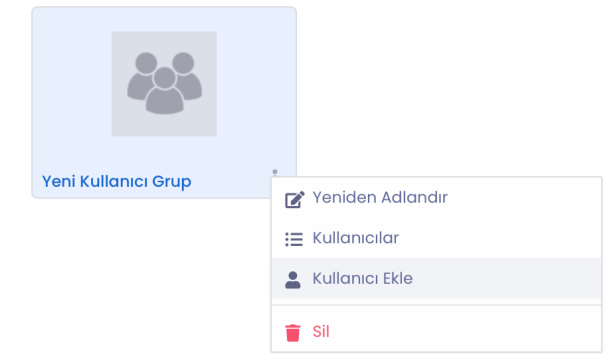 Yeni Kullanıcı Grup
Yeniden Adlandır
Kullanıcılar
Kullanıcı Ekle
Sil